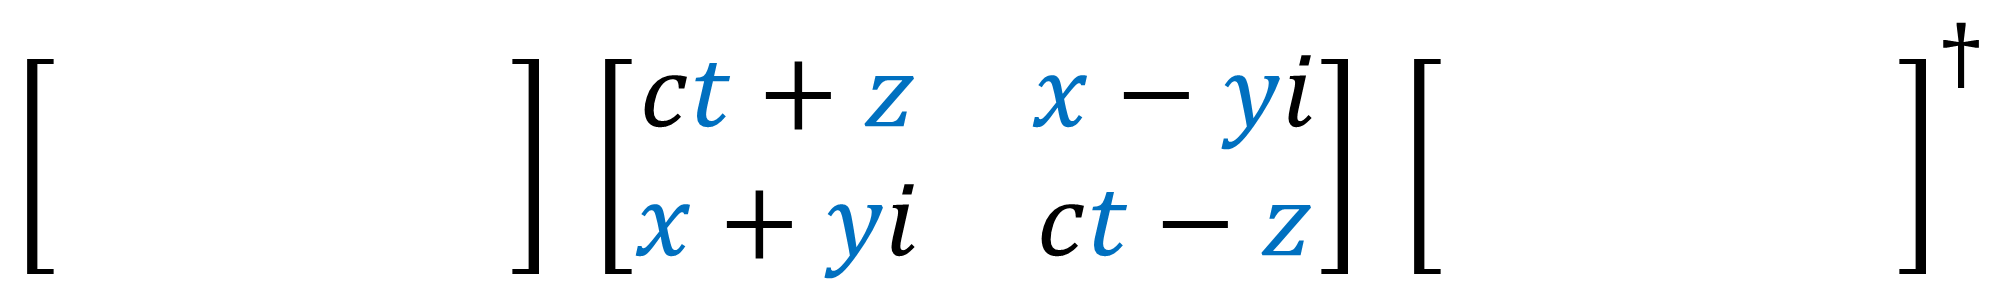 [ ] [ct + z x − yi] [ ]†
[ ] [x + yi ct − z] [ ]